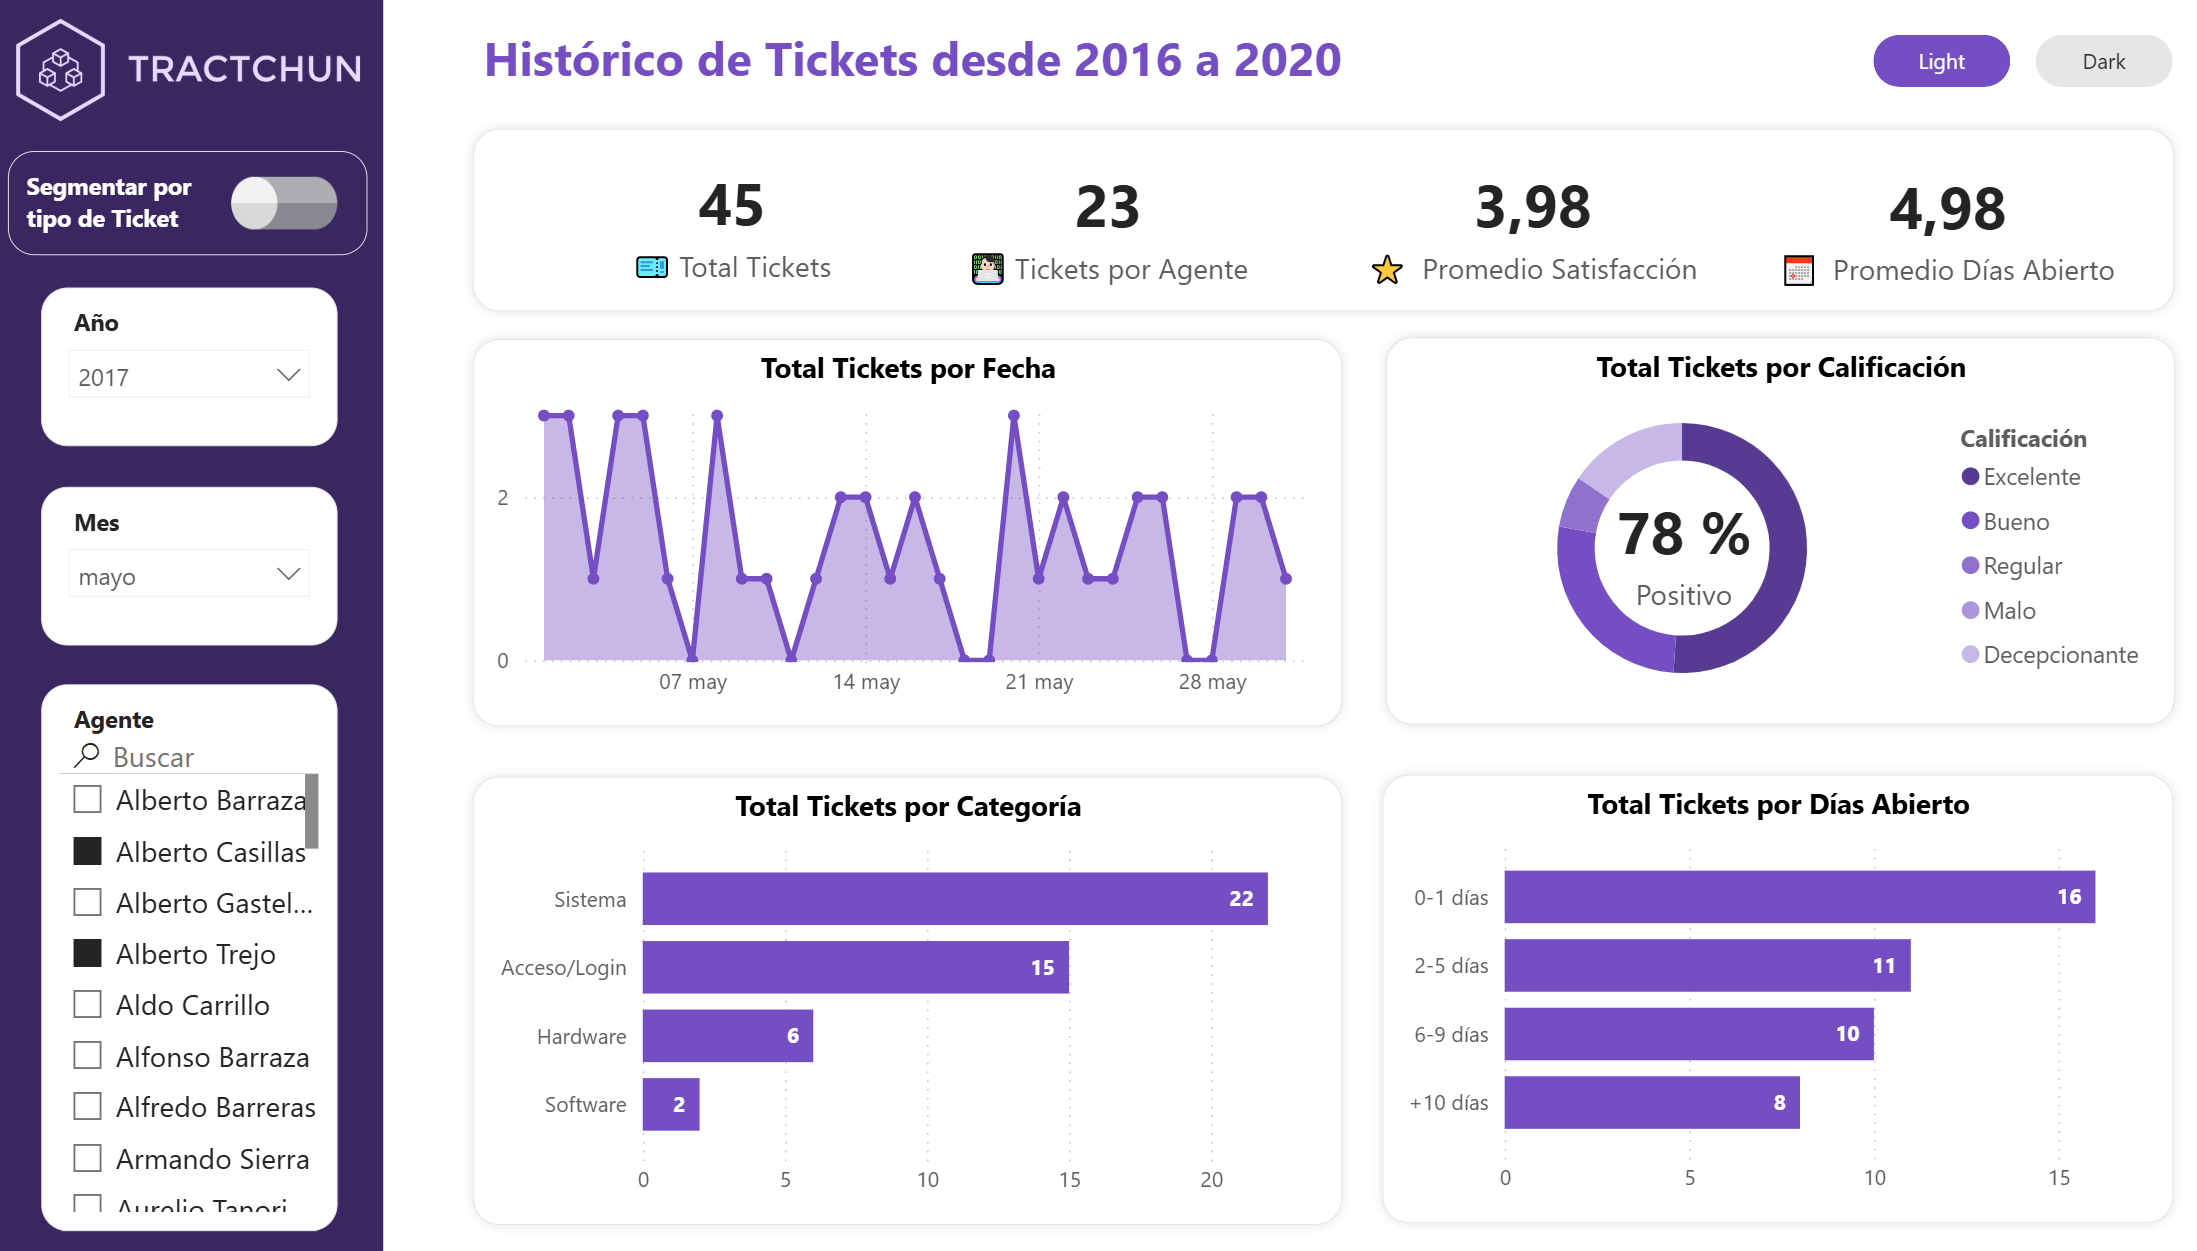 TRACTCHUN
Histórico de Tickets desde 2016 a 2020
Light
Dark
Segmentar por
tipo de Ticket
Año
2017
Mes
mayo
Agente
Buscar
Alberto Barraza
Alberto Casillas
Alberto Gastel...
Alberto Trejo
Aldo Carrillo
Alfonso Barraza
Alfredo Barreras
Armando Sierra
Aurelio Tanori
45
Total Tickets
23
Tickets por Agente
3,98
Promedio Satisfacción
4,98
Promedio Días Abierto
Total Tickets por Fecha
2
0
07 may
14 may
21 may
28 may
Total Tickets por Calificación
78 %
Positivo
Calificación
Excelente
Bueno
Regular
Malo
Decepcionante
Total Tickets por Categoría
Sistema
22
Acceso/Login
15
Hardware
6
Software
2
0
5
10
15
20
Total Tickets por Días Abierto
0-1 días
16
2-5 días
11
6-9 días
10
+10 días
8
0
5
10
15